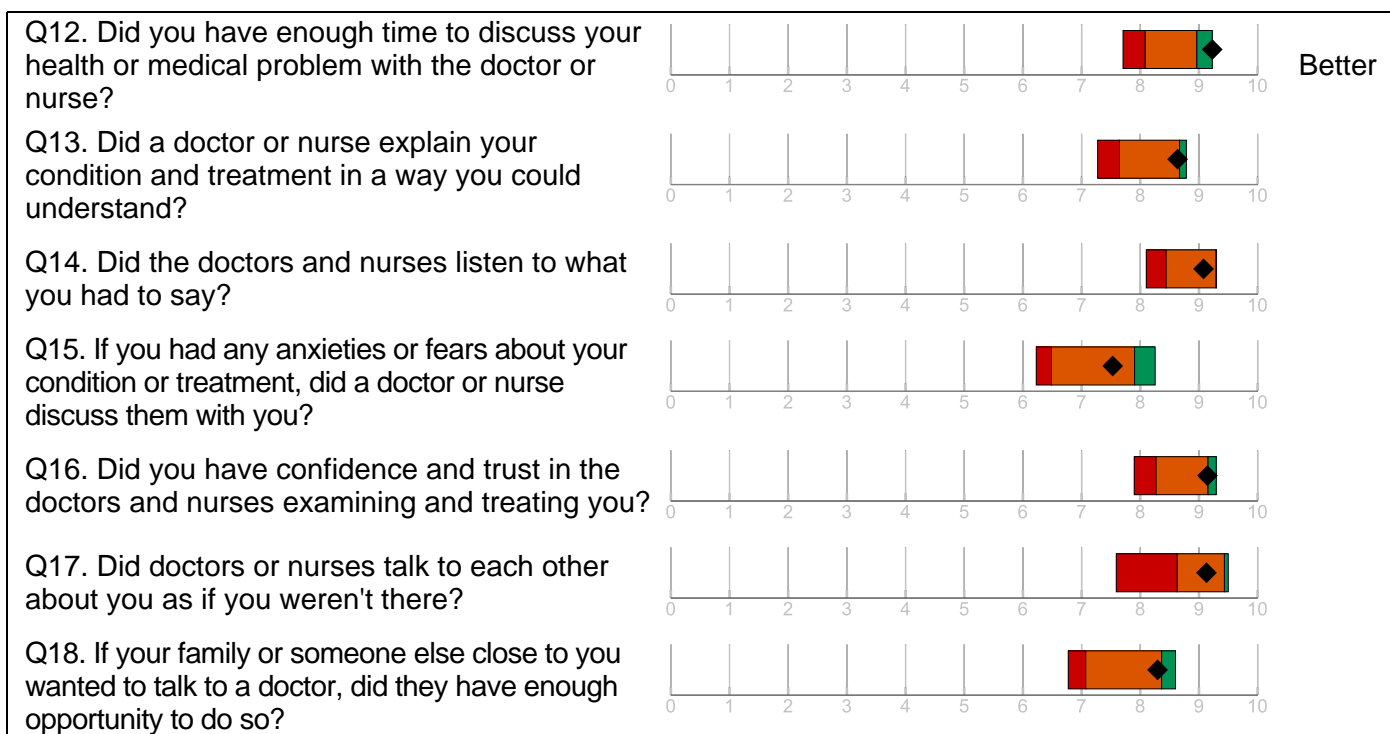 Q12. Did you have enough time to discuss your
health or medical problem with the doctor or
nurse?
0 1 2 3 4 5 6 7 8 9 10
Better
Q13. Did a doctor or nurse explain your
condition and treatment in a way you could
understand?
0 1 2 3 4 5 6 7 8 9 10
Q14. Did the doctors and nurses listen to what
you had to say?
0 1 2 3 4 5 6 7 8 9 10
Q15. If you had any anxieties or fears about your
condition or treatment, did a doctor or nurse
discuss them with you?
0 1 2 3 4 5 6 7 8 9 10
Q16. Did you have confidence and trust in the
doctors and nurses examining and treating you?
0 1 2 3 4 5 6 7 8 9 10
Q17. Did doctors or nurses talk to each other
about you as if you weren't there?
0 1 2 3 4 5 6 7 8 9 10
Q18. If your family or someone else close to you
wanted to talk to a doctor, did they have enough
opportunity to do so?
0 1 2 3 4 5 6 7 8 9 10